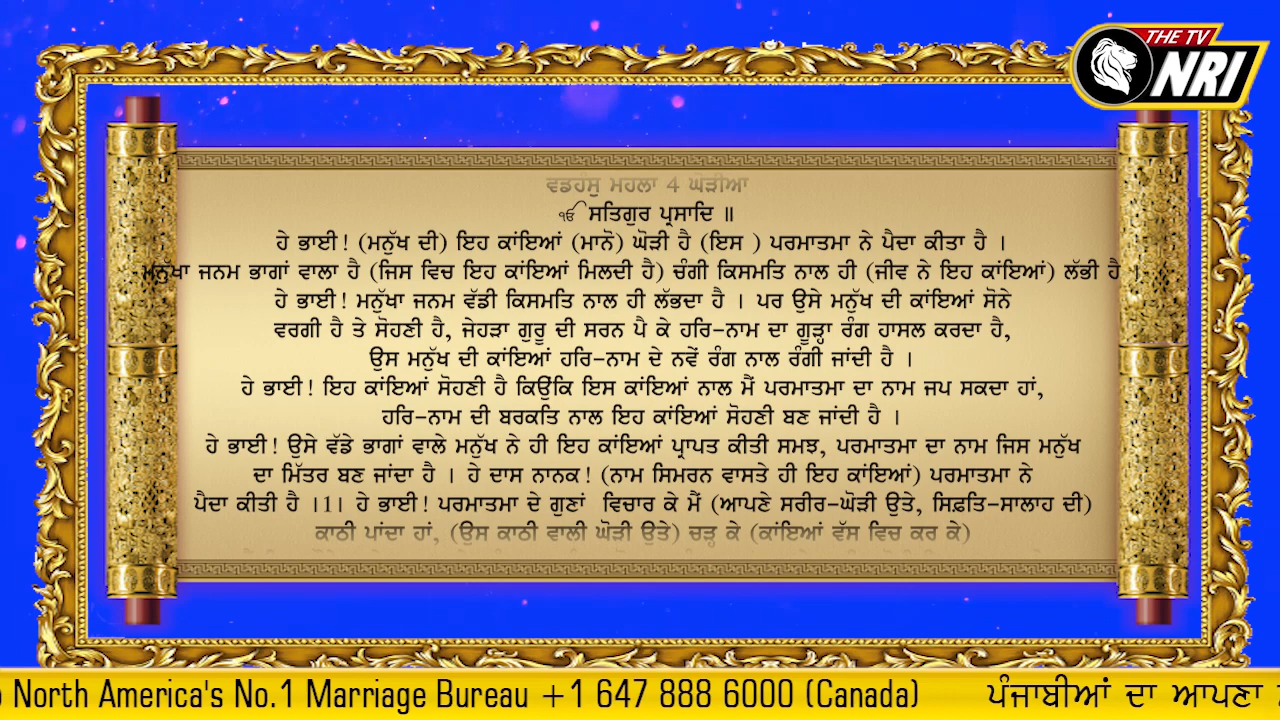 THE TV
NRI
ਵਡਹੰਸੁ ਮਹਲਾ 4 ਘੋੜੀਆ
ੴ ਸਤਿਗੁਰ ਪ੍ਰਸਾਦਿ ॥
ਹੇ ਭਾਈ! (ਮਨੁੱਖ ਦੀ) ਇਹ ਕਾਂਇਆਂ (ਮਾਨੋ) ਘੋੜੀ ਹੈ (ਇਸ ) ਪਰਮਾਤਮਾ ਨੇ ਪੈਦਾ ਕੀਤਾ ਹੈ ।
ਮਨੁੱਖਾ ਜਨਮ ਭਾਗਾਂ ਵਾਲਾ ਹੈ (ਜਿਸ ਵਿਚ ਇਹ ਕਾਂਇਆਂ ਮਿਲਦੀ ਹੈ) ਚੰਗੀ ਕਿਸਮਤਿ ਨਾਲ ਹੀ (ਜੀਵ ਨੇ ਇਹ ਕਾਂਇਆਂ) ਲੱਭੀ ਹੈ ।
ਹੇ ਭਾਈ! ਮਨੁੱਖਾ ਜਨਮ ਵੱਡੀ ਕਿਸਮਤਿ ਨਾਲ ਹੀ ਲੱਭਦਾ ਹੈ । ਪਰ ਉਸੇ ਮਨੁੱਖ ਦੀ ਕਾਂਇਆਂ ਸੋਨੇ
ਵਰਗੀ ਹੈ ਤੇ ਸੋਹਣੀ ਹੈ, ਜੇਹੜਾ ਗੁਰੂ ਦੀ ਸਰਨ ਪੈ ਕੇ ਹਰਿ-ਨਾਮ ਦਾ ਗੂੜ੍ਹਾ ਰੰਗ ਹਾਸਲ ਕਰਦਾ ਹੈ,
ਉਸ ਮਨੁੱਖ ਦੀ ਕਾਂਇਆਂ ਹਰਿ-ਨਾਮ ਦੇ ਨਵੇਂ ਰੰਗ ਨਾਲ ਰੰਗੀ ਜਾਂਦੀ ਹੈ ।
ਹੇ ਭਾਈ! ਇਹ ਕਾਂਇਆਂ ਸੋਹਣੀ ਹੈ ਕਿਉਂਕਿ ਇਸ ਕਾਂਇਆਂ ਨਾਲ ਮੈਂ ਪਰਮਾਤਮਾ ਦਾ ਨਾਮ ਜਪ ਸਕਦਾ ਹਾਂ,
ਹਰਿ-ਨਾਮ ਦੀ ਬਰਕਤਿ ਨਾਲ ਇਹ ਕਾਂਇਆਂ ਸੋਹਣੀ ਬਣ ਜਾਂਦੀ ਹੈ ।
ਹੇ ਭਾਈ! ਉਸੇ ਵੱਡੇ ਭਾਗਾਂ ਵਾਲੇ ਮਨੁੱਖ ਨੇ ਹੀ ਇਹ ਕਾਂਇਆਂ ਪ੍ਰਾਪਤ ਕੀਤੀ ਸਮਝ, ਪਰਮਾਤਮਾ ਦਾ ਨਾਮ ਜਿਸ ਮਨੁੱਖ
ਦਾ ਮਿੱਤਰ ਬਣ ਜਾਂਦਾ ਹੈ । ਹੇ ਦਾਸ ਨਾਨਕ! (ਨਾਮ ਸਿਮਰਨ ਵਾਸਤੇ ਹੀ ਇਹ ਕਾਂਇਆਂ) ਪਰਮਾਤਮਾ ਨੇ
ਪੈਦਾ ਕੀਤੀ ਹੈ ।1। ਹੇ ਭਾਈ! ਪਰਮਾਤਮਾ ਦੇ ਗੁਣਾਂ ਵਿਚਾਰ ਕੇ ਮੈਂ (ਆਪਣੇ ਸਰੀਰ-ਘੋੜੀ ਉਤੇ, ਸਿਫ਼ਤਿ-ਸਾਲਾਹ ਦੀ)
ਕਾਠੀ ਪਾਂਦਾ ਹਾਂ, (ਉਸ ਕਾਠੀ ਵਾਲੀ ਘੋੜੀ ਉਤੇ) ਚੜ੍ਹ ਕੇ (ਕਾਂਇਆਂ ਵੱਸ ਵਿਚ ਕਰ ਕੇ)
North America's No.1 Marriage Bureau +1 647 888 6000 (Canada) ਪੰਜਾਬੀਆਂ ਦਾ ਆਪਣਾ